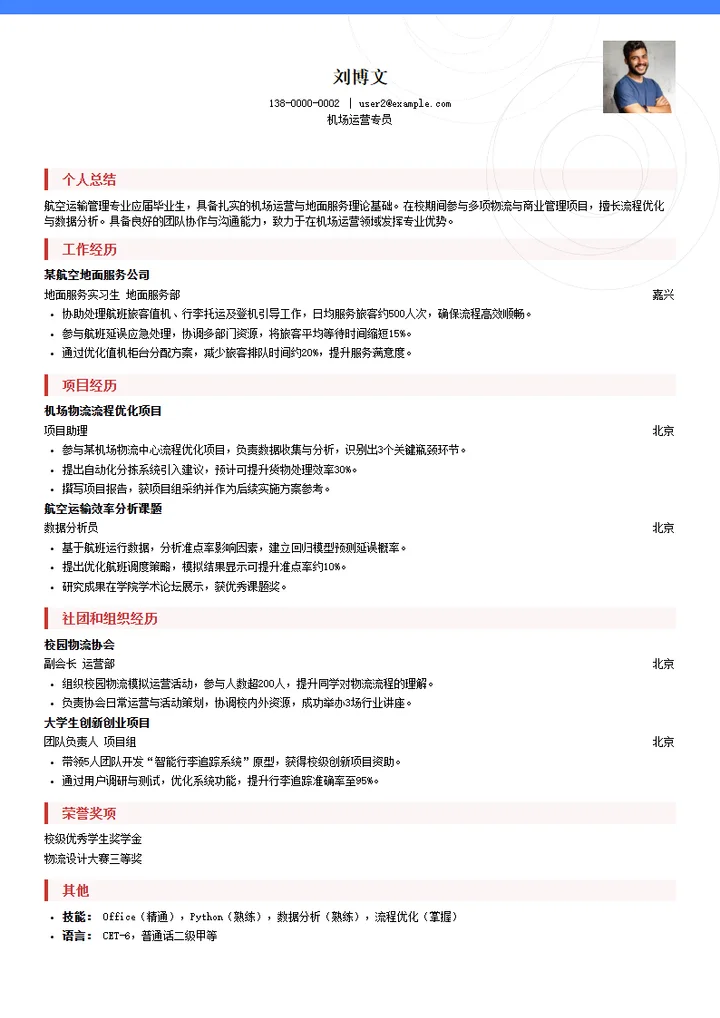 刘博文
138-0000-0002 | user2@example.com
机场运营专员
个人总结
航空运输管理专业应届毕业生，具备扎实的机场运营与地面服务理论基础。在校期间参与多项物流与商业管理项目，擅长流程优化
与数据分析。具备良好的团队协作与沟通能力，致力于在机场运营领域发挥专业优势。
工作经历
某航空地面服务公司
地面服务实习生 地面服务部 嘉兴
• 协助处理航班旅客值机、行李托运及登机引导工作，日均服务旅客约500人次，确保流程高效顺畅。
• 参与航班延误应急处理，协调多部门资源，将旅客平均等待时间缩短15%。
• 通过优化值机柜台分配方案，减少旅客排队时间约20%，提升服务满意度。
项目经历
机场物流流程优化项目
项目助理 北京
• 参与某机场物流中心流程优化项目，负责数据收集与分析，识别出3个关键瓶颈环节。
• 提出自动化分拣系统引入建议，预计可提升货物处理效率30%。
• 撰写项目报告，获项目组采纳并作为后续实施方案参考。
航空运输效率分析课题
数据分析员 北京
• 基于航班运行数据，分析准点率影响因素，建立回归模型预测延误概率。
• 提出优化航班调度策略，模拟结果显示可提升准点率约10%。
• 研究成果在学院学术论坛展示，获优秀课题奖。
社团和组织经历
校园物流协会
副会长 运营部 北京
• 组织校园物流模拟运营活动，参与人数超200人，提升同学对物流流程的理解。
• 负责协会日常运营与活动策划，协调校内外资源，成功举办3场行业讲座。
大学生创新创业项目
团队负责人 项目组 北京
• 带领5人团队开发“智能行李追踪系统”原型，获得校级创新项目资助。
• 通过用户调研与测试，优化系统功能，提升行李追踪准确率至95%。
荣誉奖项
校级优秀学生奖学金
物流设计大赛三等奖
其他
• 技能： Office（精通），Python（熟练），数据分析（熟练），流程优化（掌握）
• 语言： CET-6，普通话二级甲等